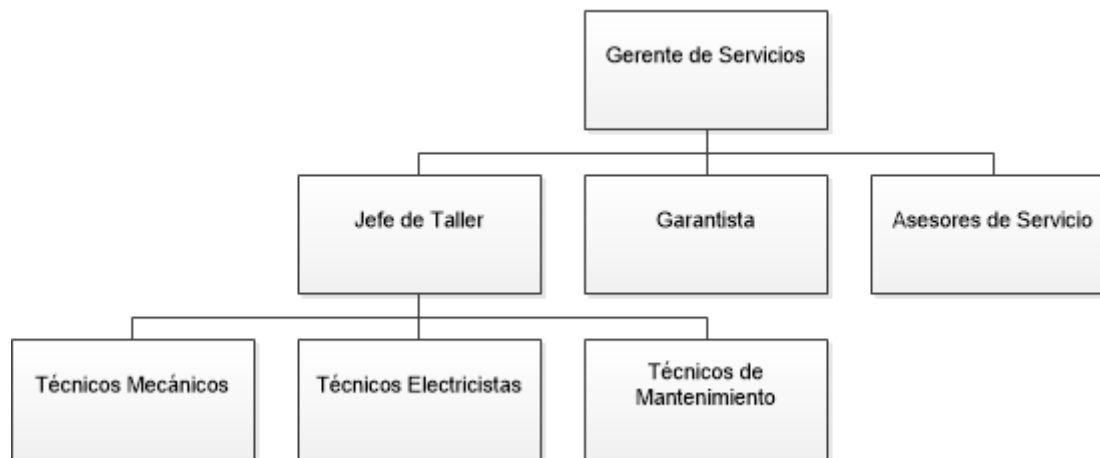 Gerente de Servicios
Jefe de Taller
Garantista
Asesores de Servicio
Técnicos Mecánicos
Técnicos Electricistas
Técnicos de
Mantenimiento